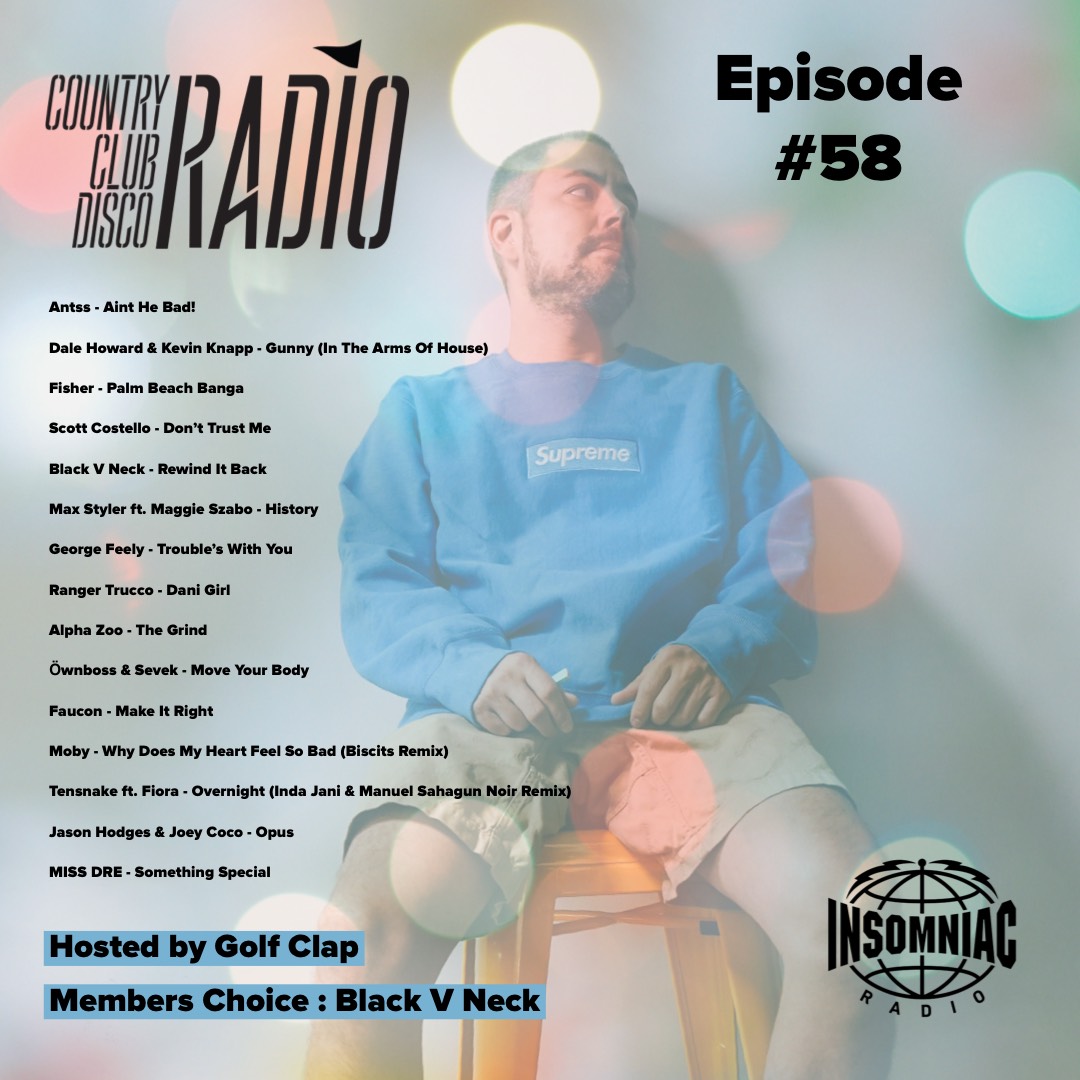 COUNTRY
CLUB
DISCO
RADIO
Episode
#58
Antss - Aint He Bad!
Dale Howard & Kevin Knapp - Gunny (In The Arms Of House)
Fisher - Palm Beach Banga
Scott Costello - Don’t Trust Me
Black V Neck - Rewind It Back
Max Styler ft. Maggie Szabo - History
George Feely - Trouble’s With You
Ranger Trucco - Dani Girl
Alpha Zoo - The Grind
Öwnboss & Sevek - Move Your Body
Faucon - Make It Right
Moby - Why Does My Heart Feel So Bad (Biscits Remix)
Tensnake ft. Fiora - Overnight (Inda Jani & Manuel Sahagun Noir Remix)
Jason Hodges & Joey Coco - Opus
MISS DRE - Something Special
Supreme
Hosted by Golf Clap
Members Choice : Black V Neck
INSOMNIAC
RADIO